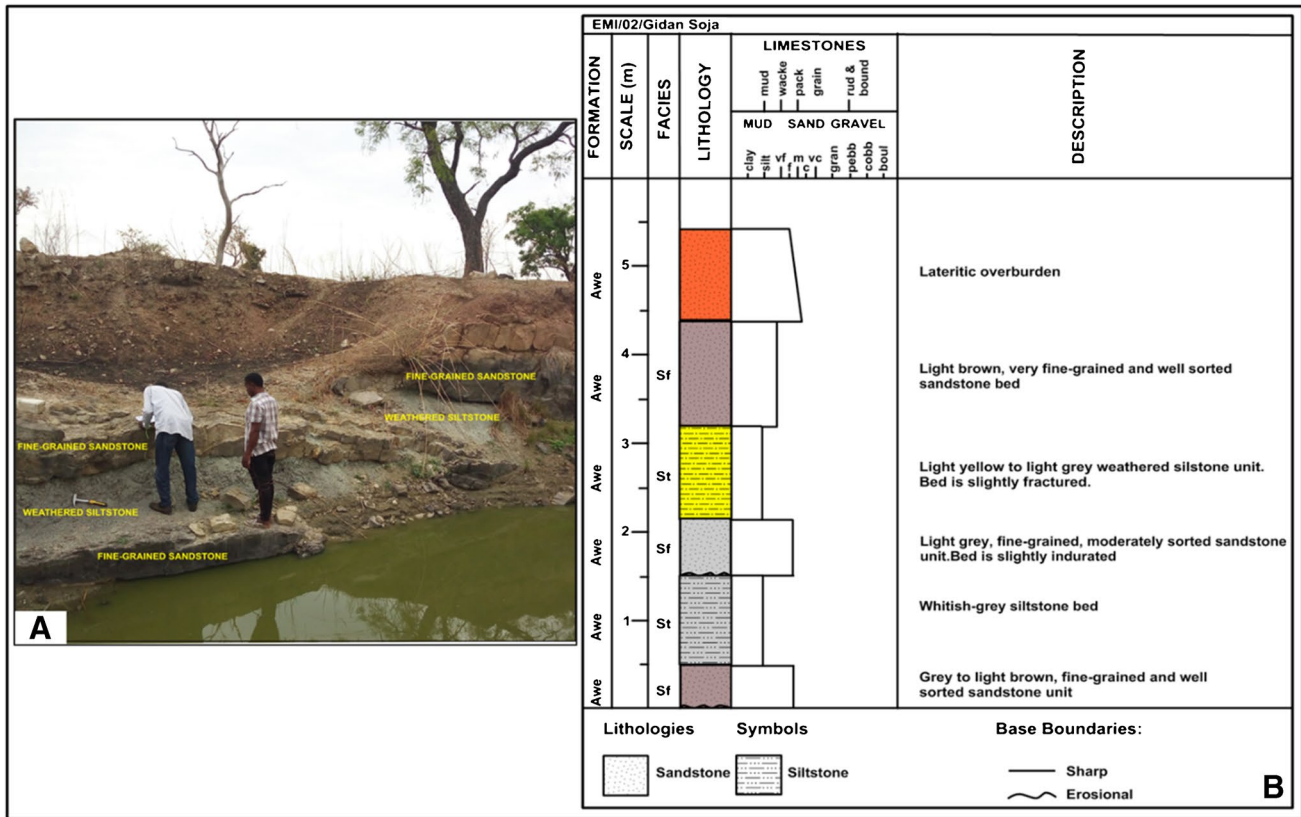 FINE-GRAINED SANDSTONE
WEATHERED SILTSTONE
FINE-GRAINED SANDSTONE
WEATHERED SILTSTONE
FINE-GRAINED SANDSTONE
A
EMI/02/Gidan Soja
FORMATION
SCALE (m)
FACIES
LITHOLOGY
LIMESTONES
mud
wacke
pack
grain
rud &
bound
MUD SAND GRAVEL
clay
silt
vf
f
m
c
vc
gran
pebb
cobb
boul
DESCRIPTION
5
Awe
Lateritic overburden
4
Awe
Sf
Light brown, very fine-grained and well sorted
sandstone bed
3
Awe
St
Light yellow to light grey weathered silstone unit.
Bed is slightly fractured.
2
Awe
Sf
Light grey, fine-grained, moderately sorted sandstone
unit.Bed is slightly indurated
1
Awe
St
Whitish-grey siltstone bed
Awe
Sf
Grey to light brown, fine-grained and well
sorted sandstone unit
Lithologies
Symbols
Base Boundaries:
Sandstone
Siltstone
Sharp
Erosional
B